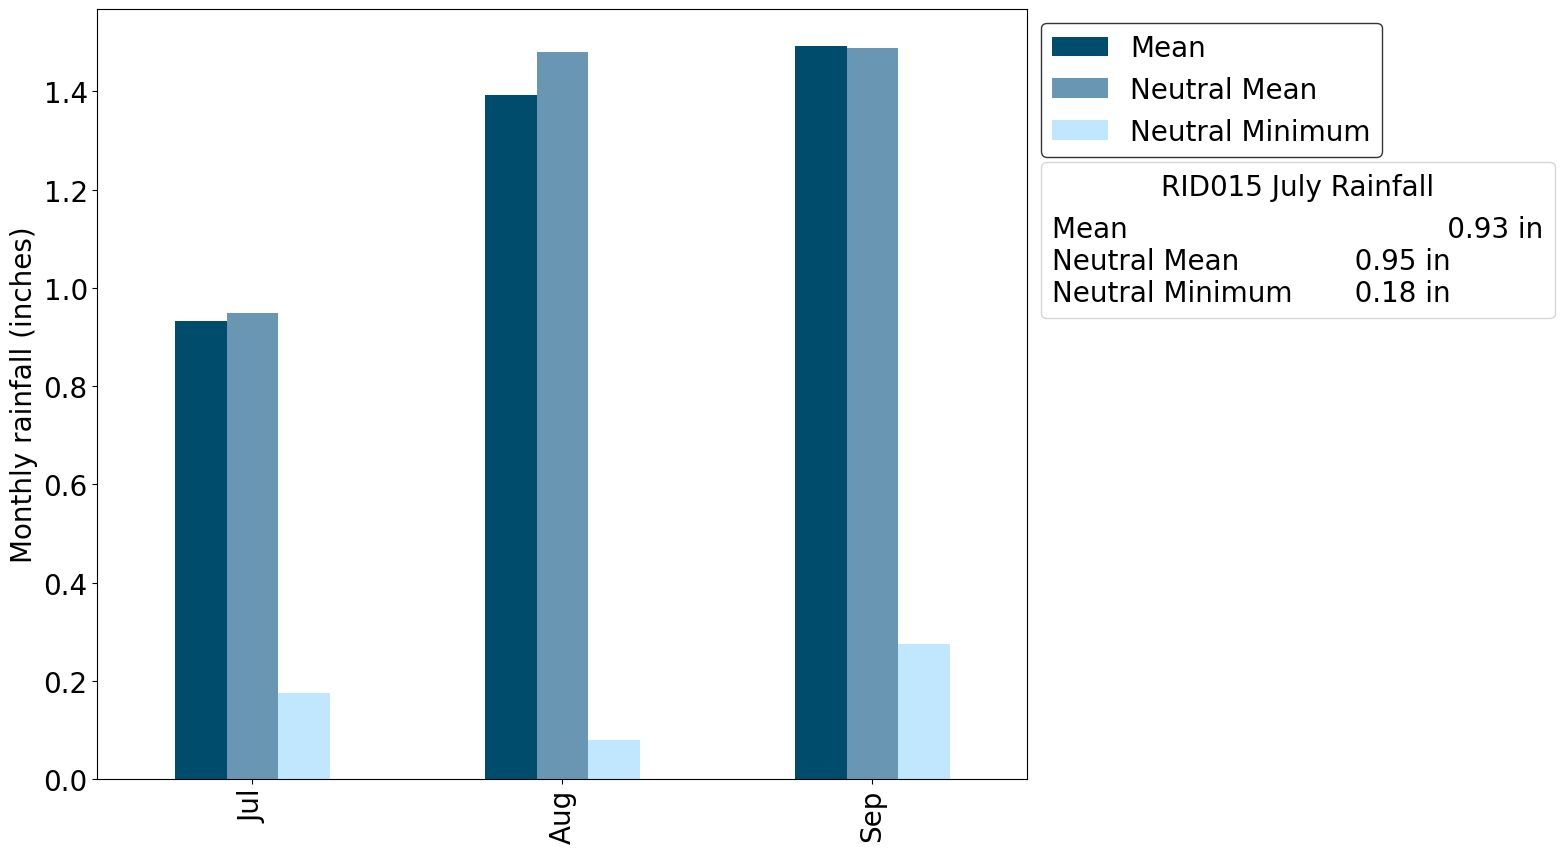 Monthly rainfall (inches)
1.4
1.2
1.0
0.8
0.6
0.4
0.2
0.0
Jul
Aug
Sep
Mean
Neutral Mean
Neutral Minimum
RID015 July Rainfall
Mean 0.93 in
Neutral Mean 0.95 in
Neutral Minimum 0.18 in